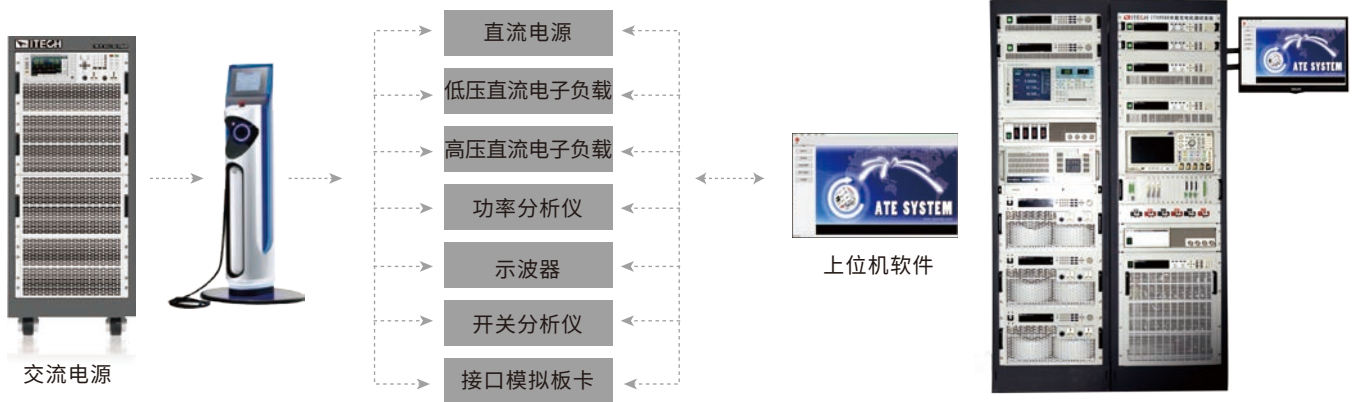 ITECH
交流电源
直流电源
低压直流电子负载
高压直流电子负载
功率分析仪
示波器
开关分析仪
接口模拟板卡
ATE SYSTEM
上位机软件
ITECH
ATE SYSTEM